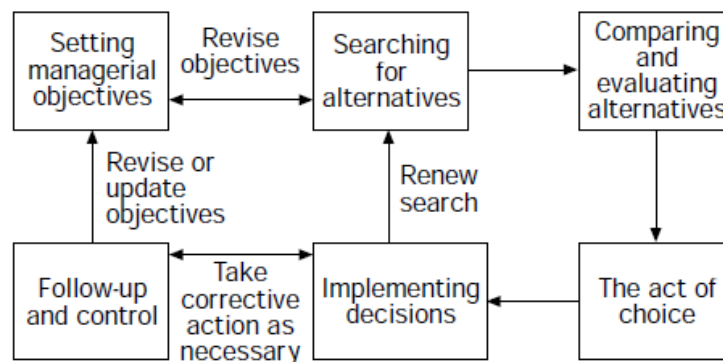 Setting
managerial
objectives
Revise
objectives
Searching
for
alternatives
Comparing
and
evaluating
alternatives
Revise or
update
objectives
Renew
search
Follow-up
and control
Take
corrective
action as
necessary
Implementing
decisions
The act of
choice